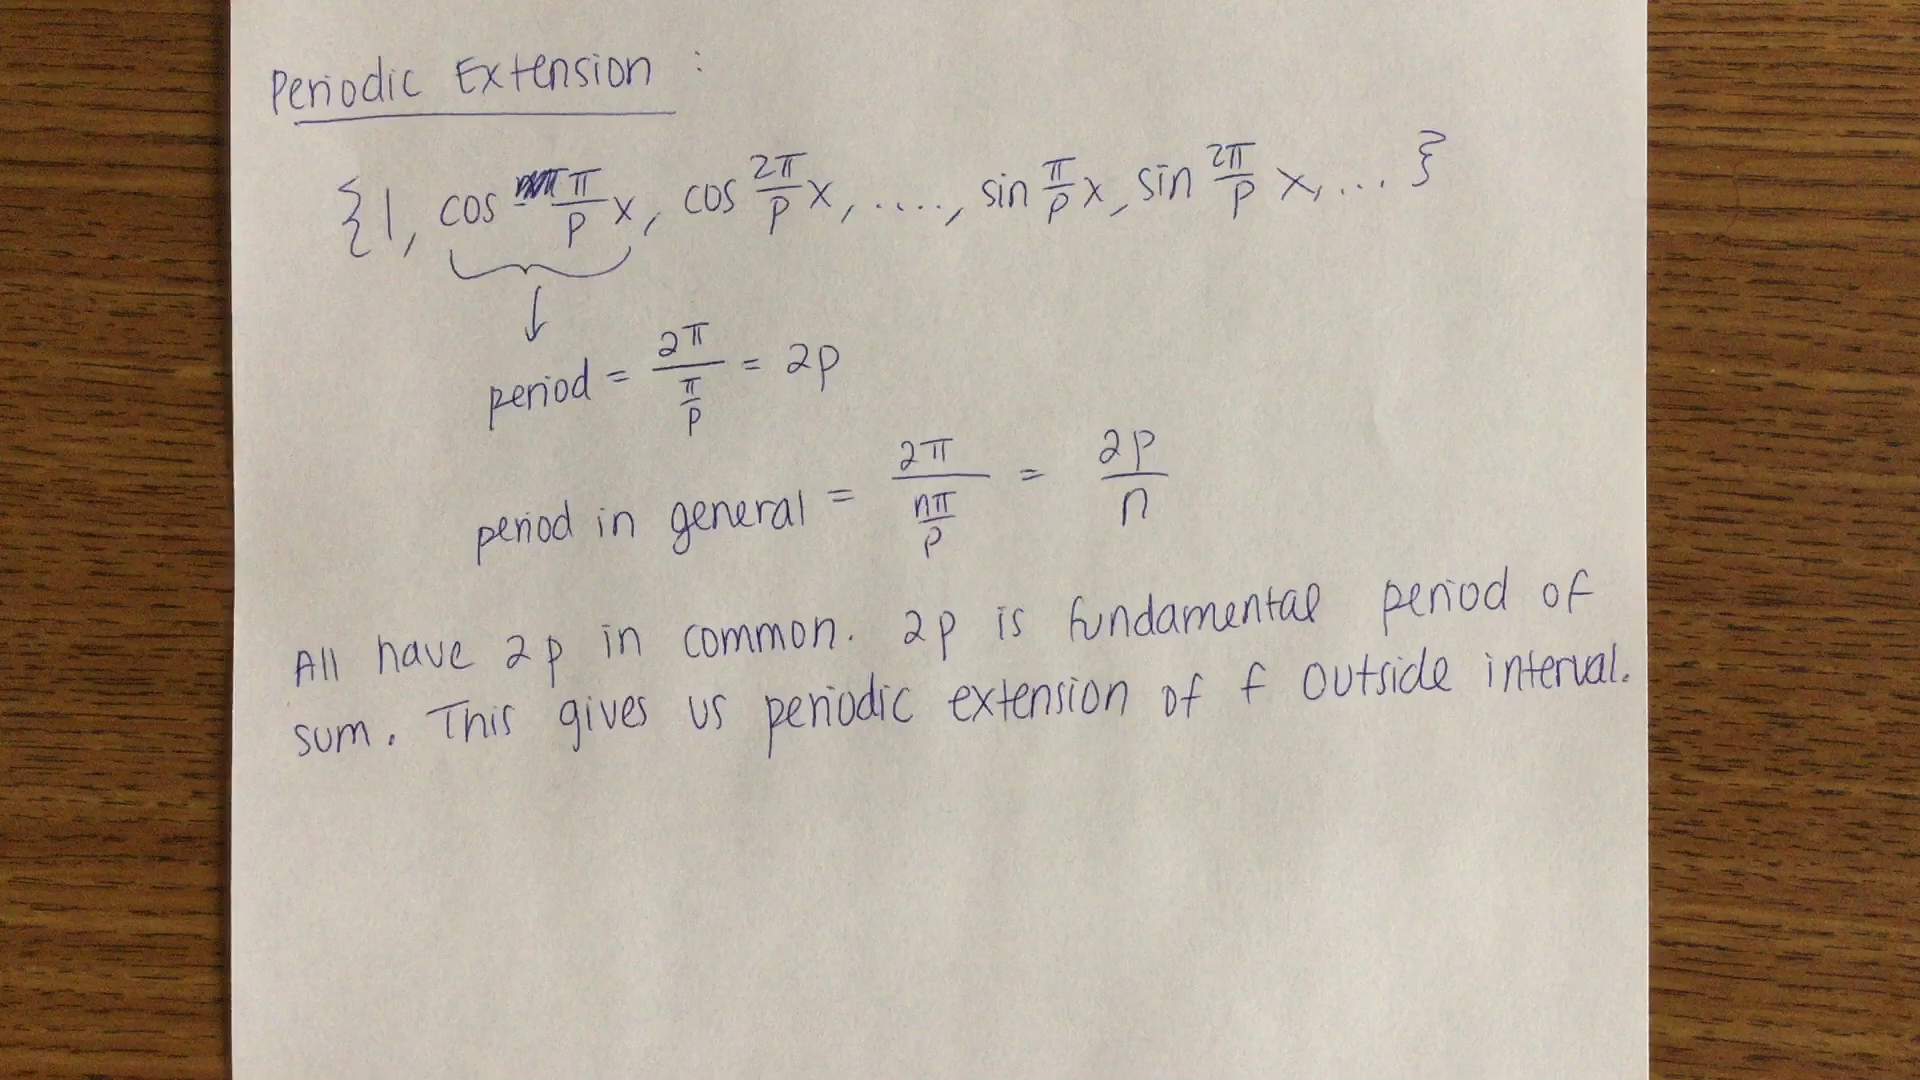 Periodic Extension :
{1, cos π/p x, cos 2π/p x, ...., sin π/p x, sin 2π/p x, ... }
period = 2π/(π/p) = 2p
period in general = 2π/(nπ/p) = 2p/n
All have 2p in common. 2p is fundamental period of
sum. This gives us periodic extension of f outside interval.